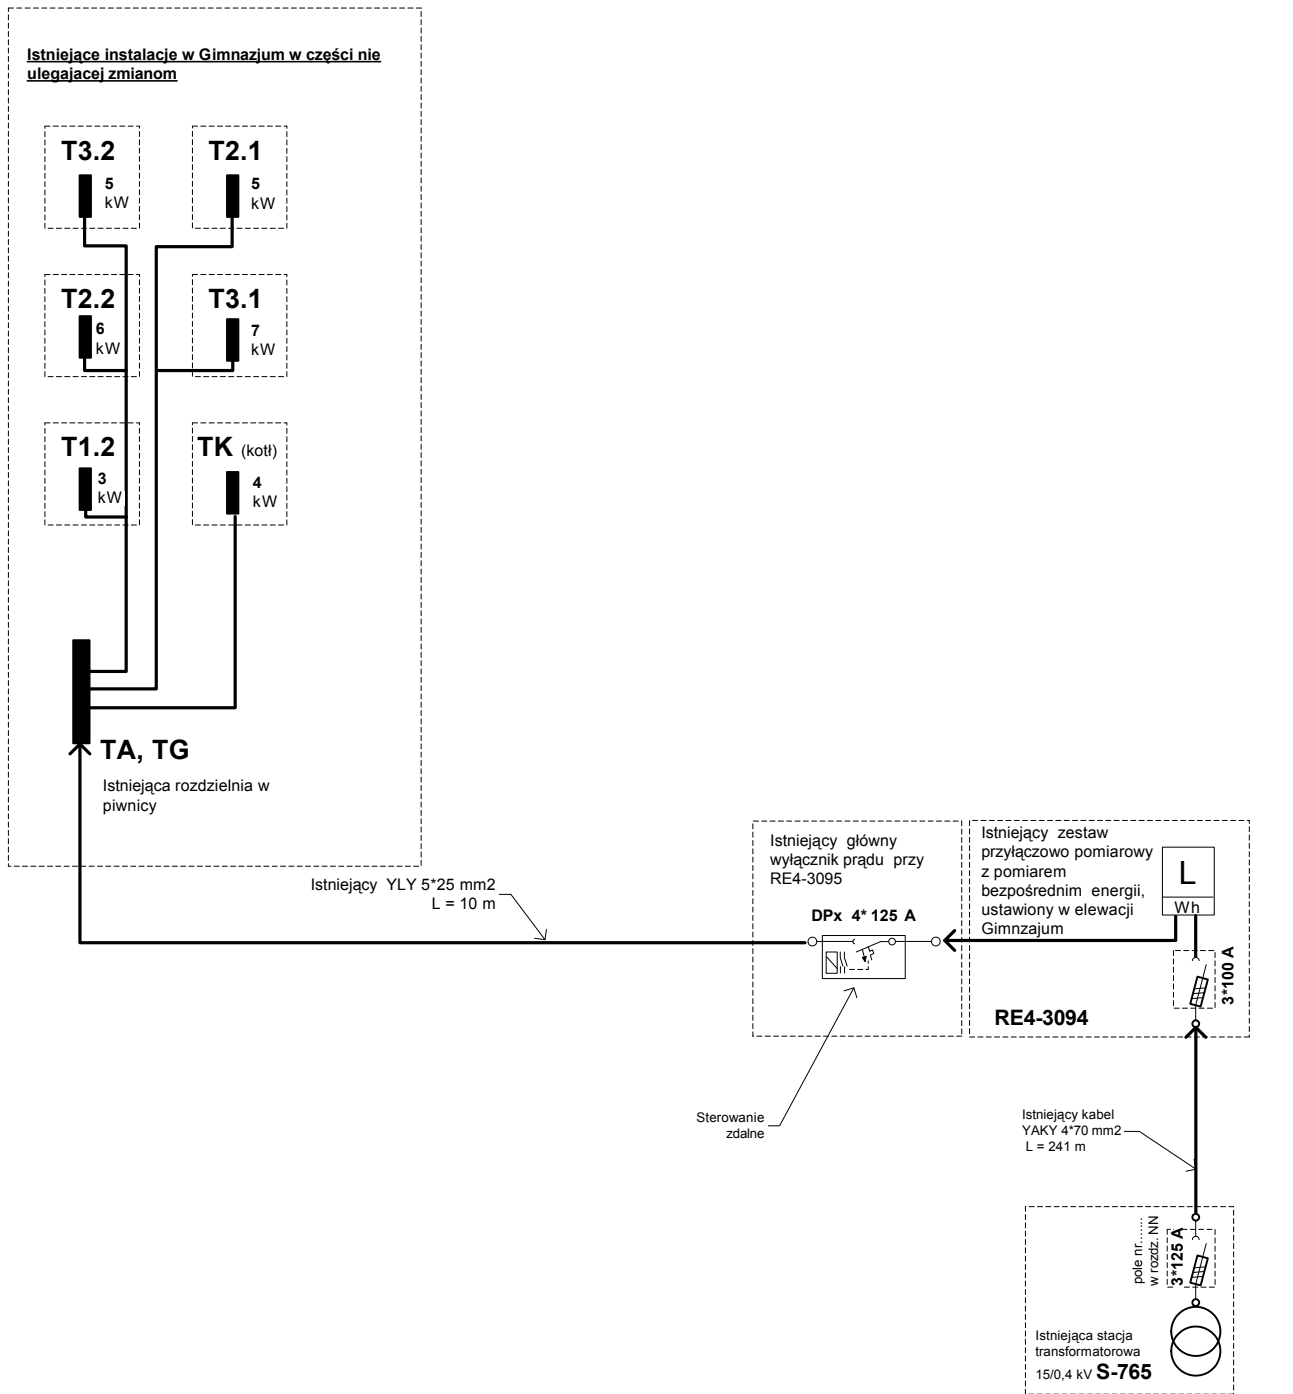 Istniejące instalacje w Gimnazjum w części nie
ulegajacej zmianom
T3.2
5
kW
T2.1
5
kW
T2.2
6
kW
T3.1
7
kW
T1.2
3
kW
TK (kotł)
4
kW
TA, TG
Istniejąca rozdzielnia w
piwnicy
Istniejący YLY 5*25 mm2
L = 10 m
Istniejący główny
wyłącznik prądu przy
RE4-3095
DPx 4* 125 A
Sterowanie
zdalne
Istniejący zestaw
przyłączowo pomiarowy
z pomiarem
bezpośrednim energii,
ustawiony w elewacji
Gimnzajum
L
Wh
3*100 A
RE4-3094
Istniejący kabel
YAKY 4*70 mm2
L = 241 m
pole nr.......
w rozdz. NN
3*125 A
Istniejąca stacja
transformatorowa
15/0,4 kV S-765